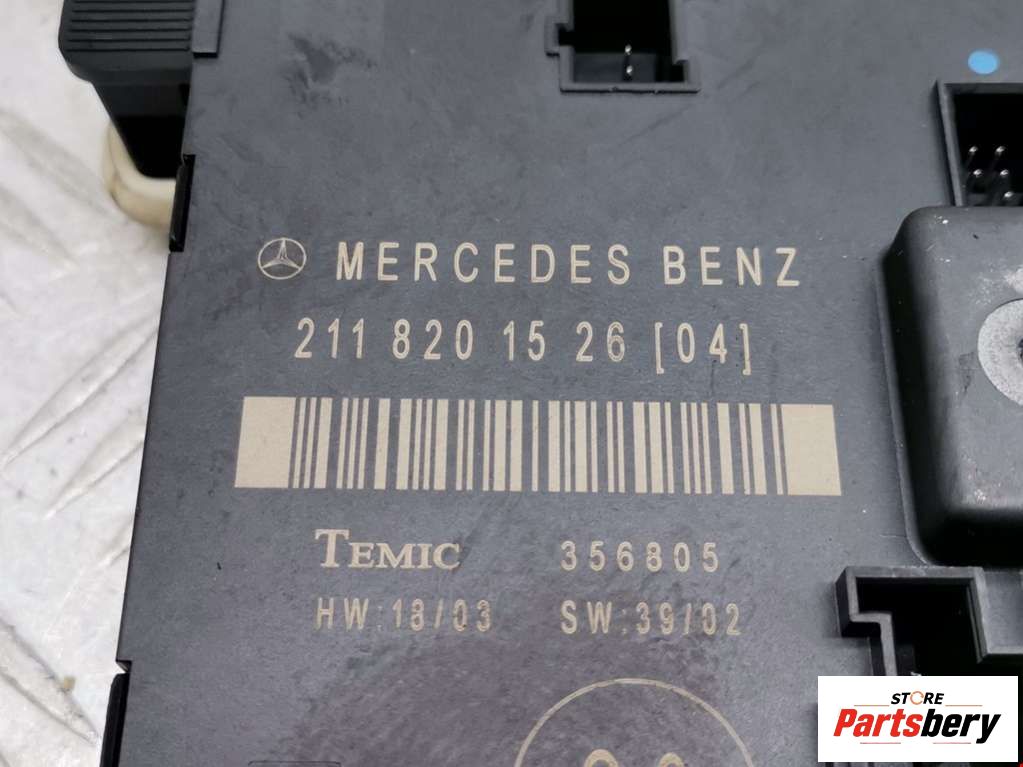 MERCEDES BENZ
211 820 15 26 [04]
TEMIC 356805
HW:18/03 SW:39/02
STORE
Partsbery